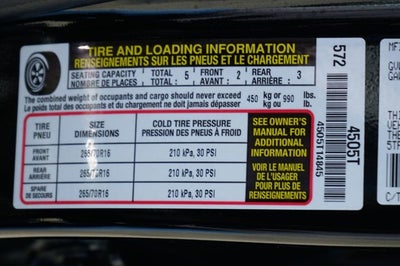 TIRE AND LOADING INFORMATION
RENSEIGNEMENTS SUR LES PNEUS ET LE CHARGEMENT
SEATING CAPACITY TOTAL 5 FRONT 2 REAR 3
NOMBRE DE PLACES : TOTAL : AVANT : ARRIÈRE :
The combined weight of occupants and cargo should never exceed 450 kg or 990 lbs.
Le poids total des occupants et du chargement ne doit jamais dépasser kg ou lb.
TIRE
PNEU
SIZE
DIMENSIONS
COLD TIRE PRESSURE
PRESSION DES PNEUS À FROID
FRONT
AVANT
265/70R16
210 kPa, 30 PSI
REAR
ARRIÈRE
265/70R16
210 kPa, 30 PSI
SPARE
DE SECOURS
265/70R16
210 kPa, 30 PSI
SEE OWNER'S
MANUAL FOR
ADDITIONAL
INFORMATION
VOIR LE MANUEL
DE L'USAGER
POUR PLUS DE
RENSEIGNEMENTS
572
4505T
4505T14845